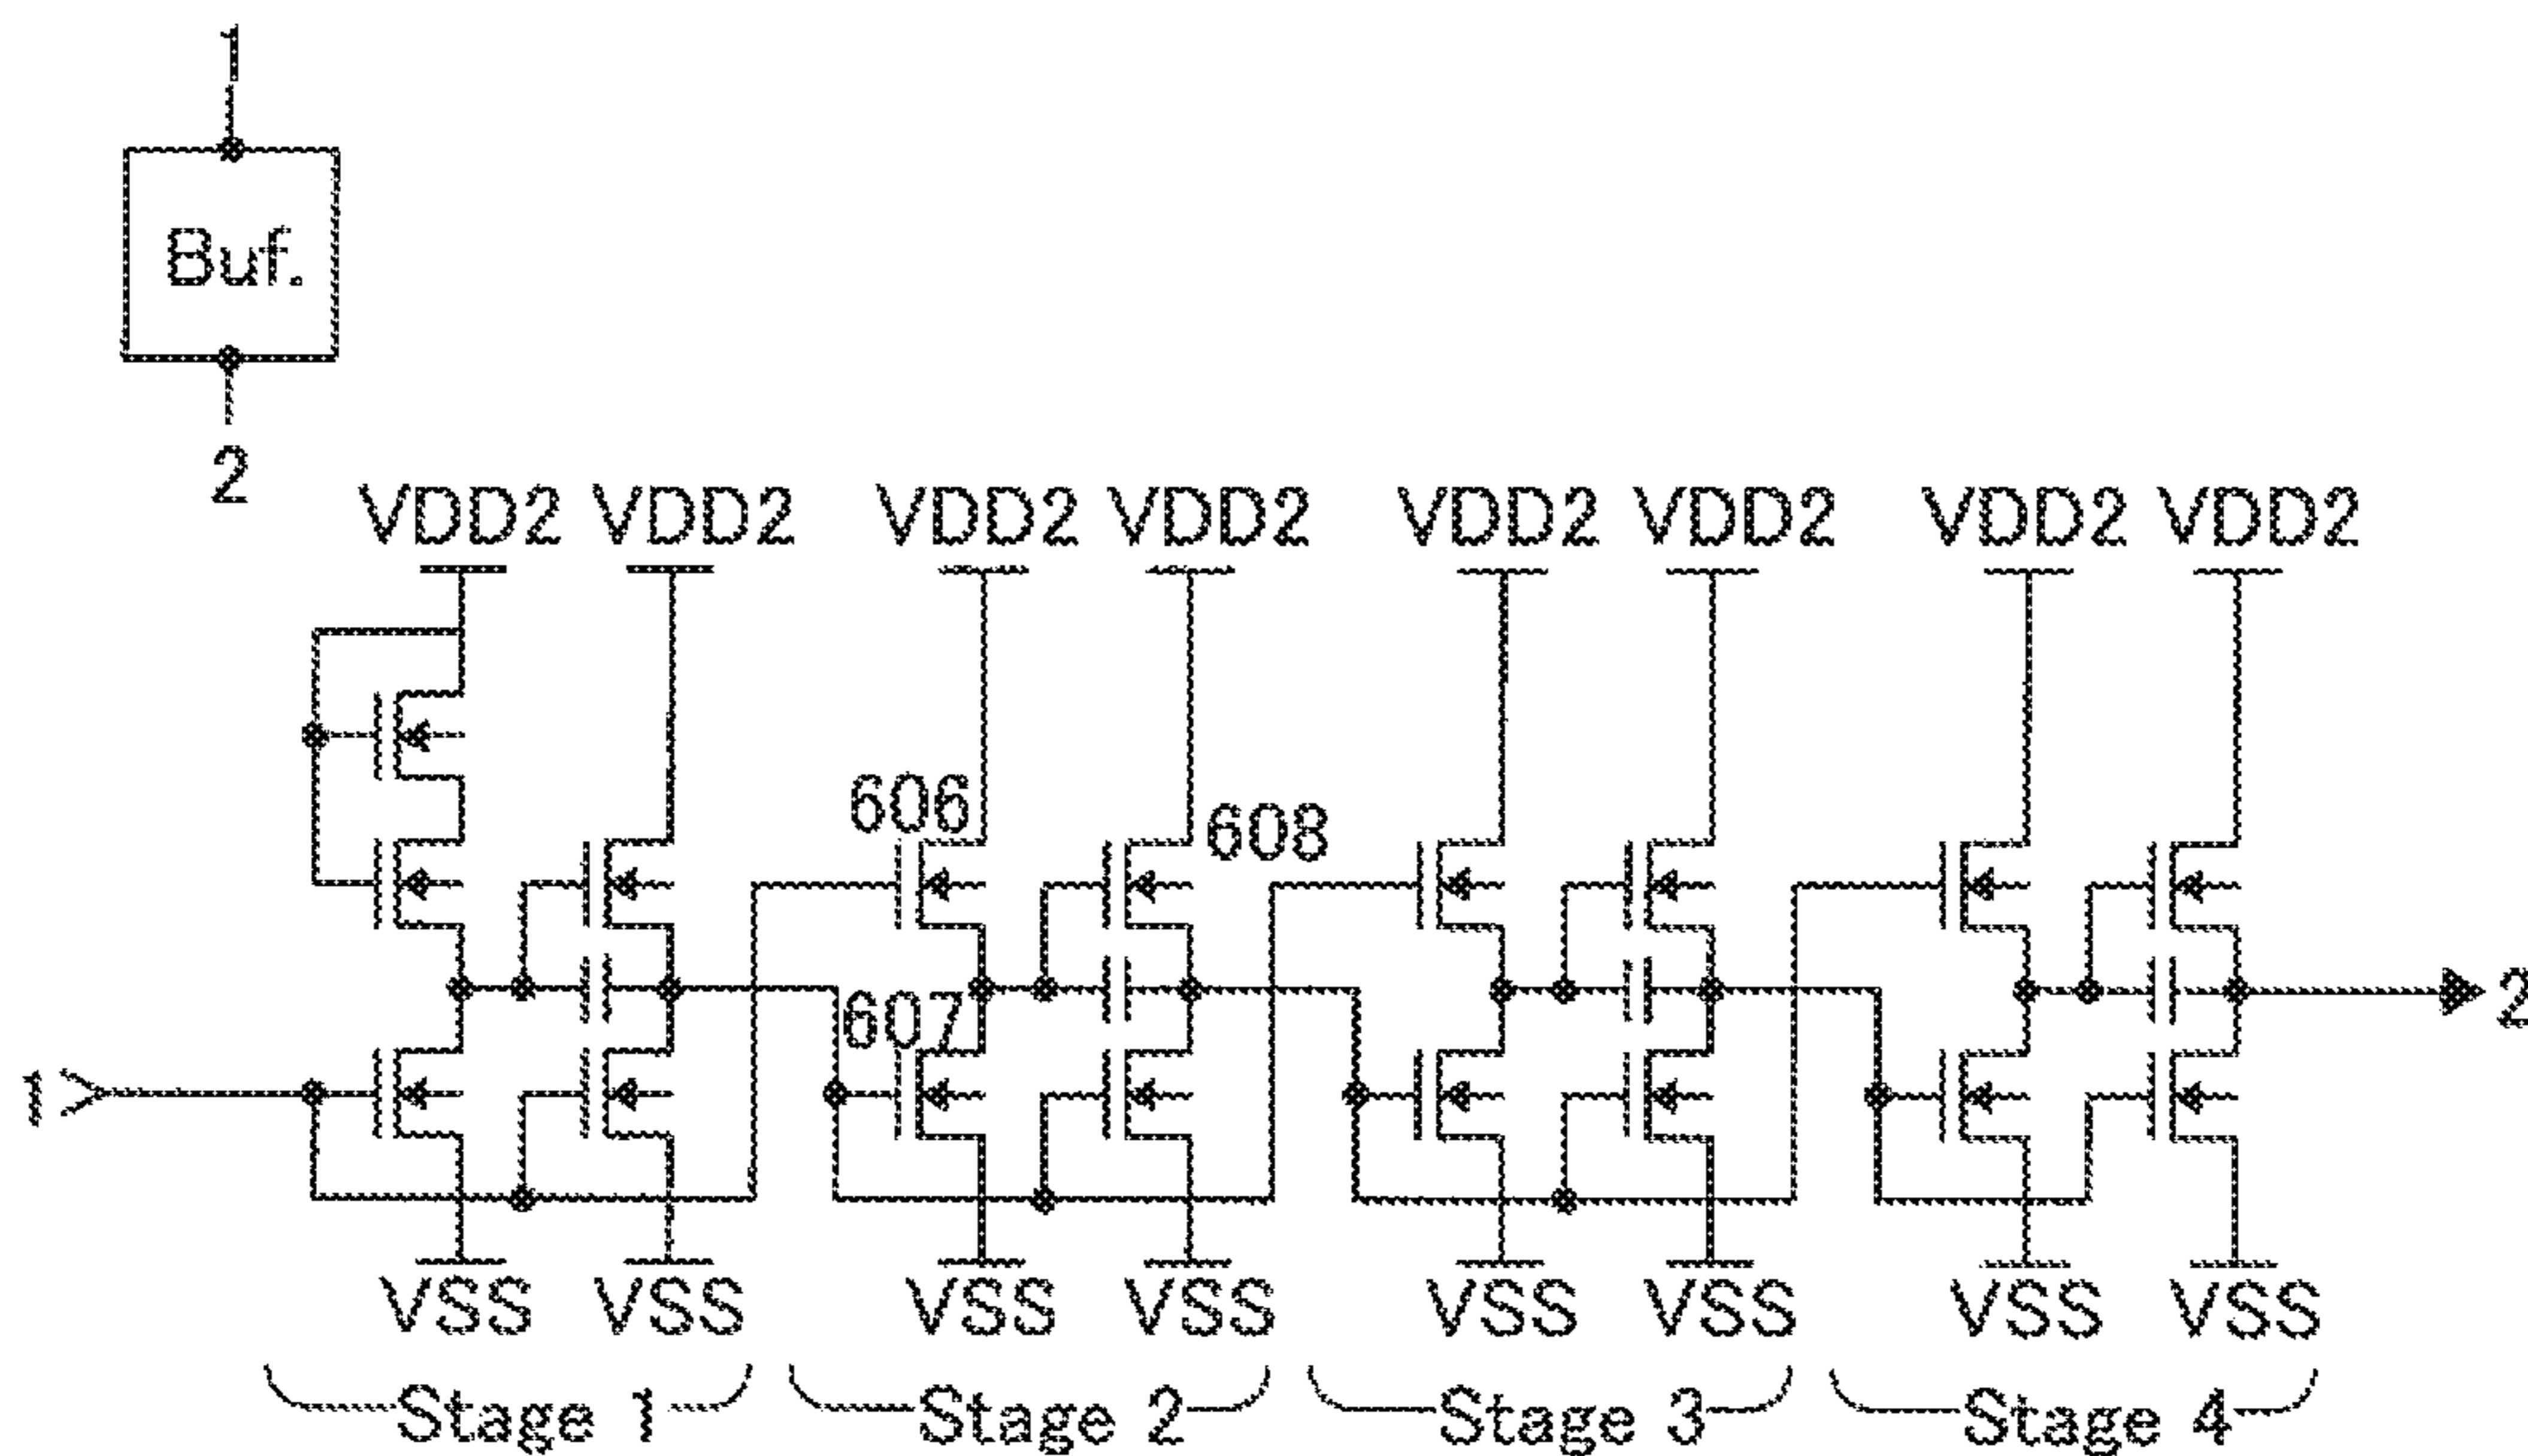 1
Buf.
2
VDD2 VDD2 VDD2 VDD2 VDD2 VDD2 VDD2 VDD2
606
608
607
2
1
VSS VSS VSS VSS VSS VSS VSS VSS
Stage 1 Stage 2 Stage 3 Stage 4